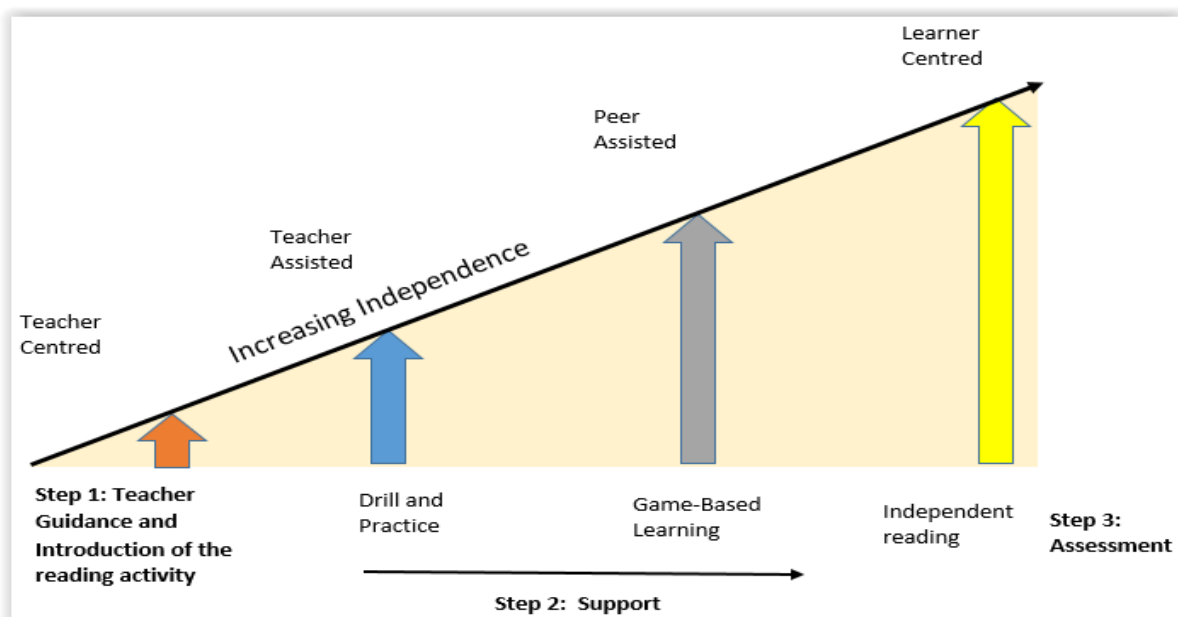 Learner
Centred
Peer
Assisted
Teacher
Assisted
Increasing Independence
Teacher
Centred
Step 1: Teacher
Guidance and
Introduction of the
reading activity
Drill and
Practice
Game-Based
Learning
Independent
reading
Step 3:
Assessment
Step 2:  Support